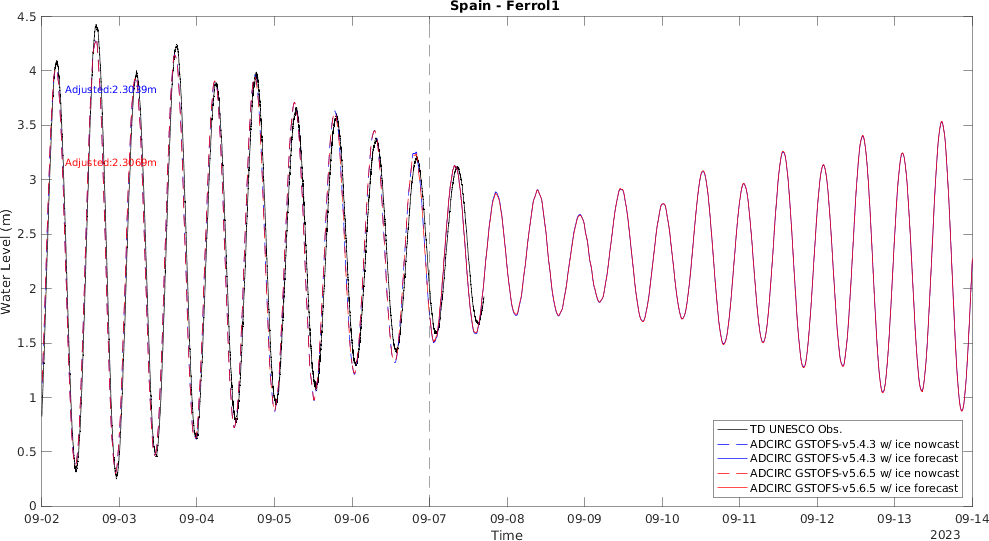 Spain - Ferrol1
4.5
4
3.5
3
2.5
2
1.5
1
0.5
0
Water Level (m)
Adjusted:2.3039m
Adjusted:2.3069m
TD UNESCO Obs.
ADCIRC GSTOFS-v5.4.3 w/ ice nowcast
ADCIRC GSTOFS-v5.4.3 w/ ice forecast
ADCIRC GSTOFS-v5.6.5 w/ ice nowcast
ADCIRC GSTOFS-v5.6.5 w/ ice forecast
09-02 09-03 09-04 09-05 09-06 09-07 09-08 09-09 09-10 09-11 09-12 09-13 09-14
Time
2023